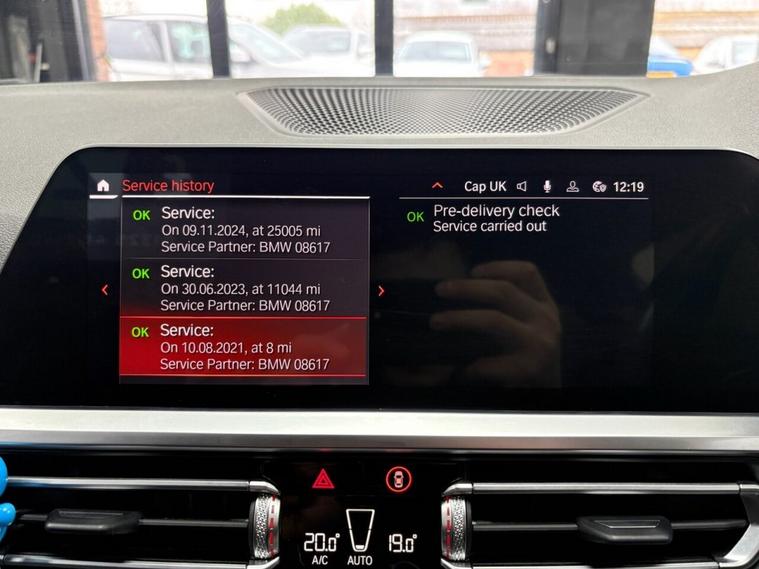 Service history
Cap UK 12:19
OK Service:
On 09.11.2024, at 25005 mi
Service Partner: BMW 08617
OK Service:
On 30.06.2023, at 11044 mi
Service Partner: BMW 08617
OK Service:
On 10.08.2021, at 8 mi
Service Partner: BMW 08617
OK Pre-delivery check
Service carried out
20.0° 19.0°
A/C AUTO